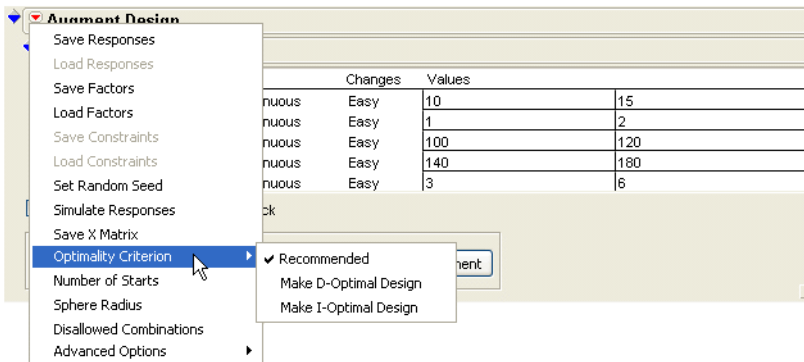 Augment Design
Save Responses
Load Responses
Save Factors
Changes Values
nuous Easy 10 15
Load Factors
nuous Easy 1 2
Save Constraints
nuous Easy 100 120
Load Constraints
nuous Easy 140 180
Set Random Seed
nuous Easy 3 6
Simulate Responses
ck
Save X Matrix
Optimality Criterion
Recommended
ment
Number of Starts
Make D-Optimal Design
Sphere Radius
Make I-Optimal Design
Disallowed Combinations
Advanced Options